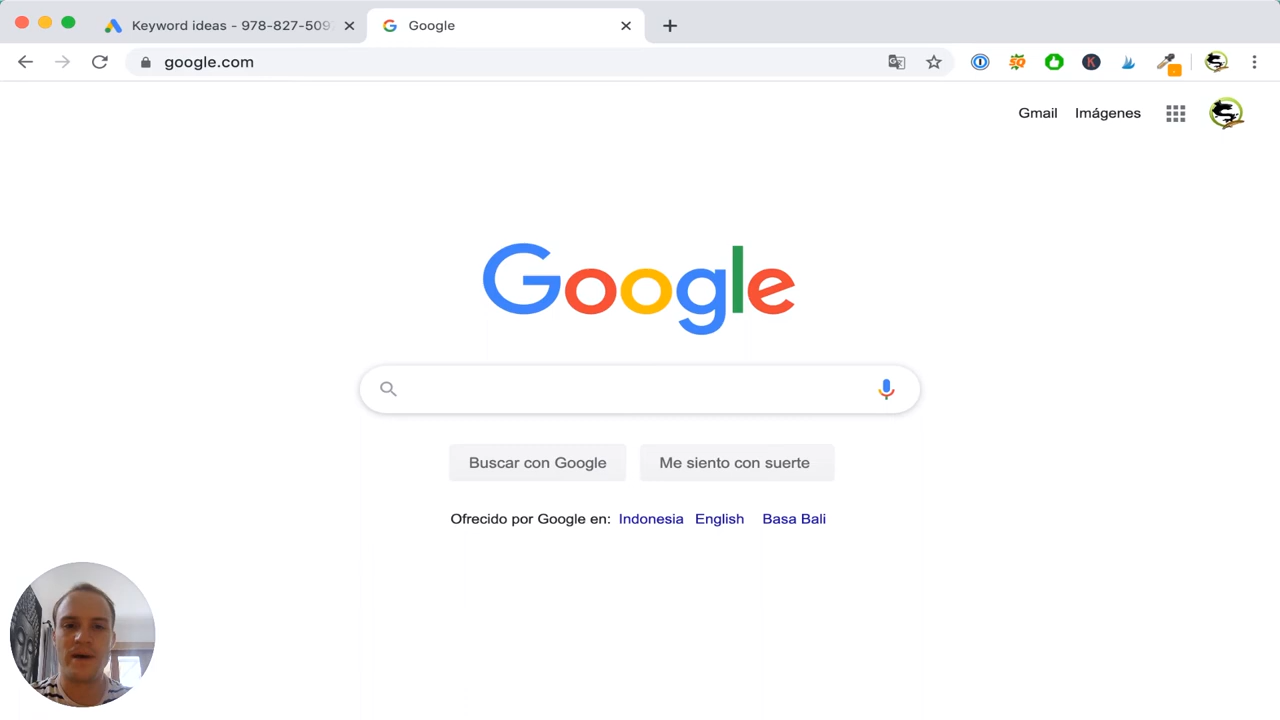 Keyword ideas - 978-827-509
Google
google.com
Gmail Imágenes
Google
Buscar con Google Me siento con suerte
Ofrecido por Google en: Indonesia English Basa Bali